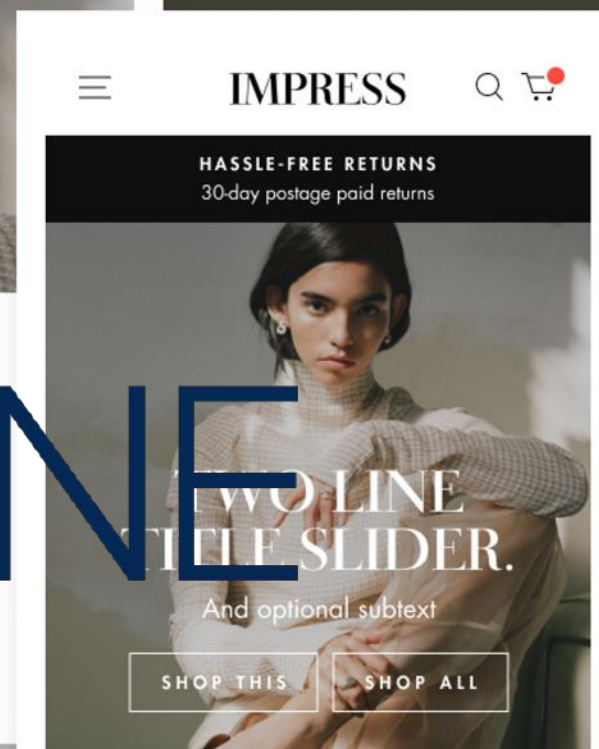 IMPRESS
HASSLE-FREE RETURNS
30-day postage paid returns
NE
TWO LINE
TITLE SLIDER.
And optional subtext
SHOP THIS
SHOP ALL